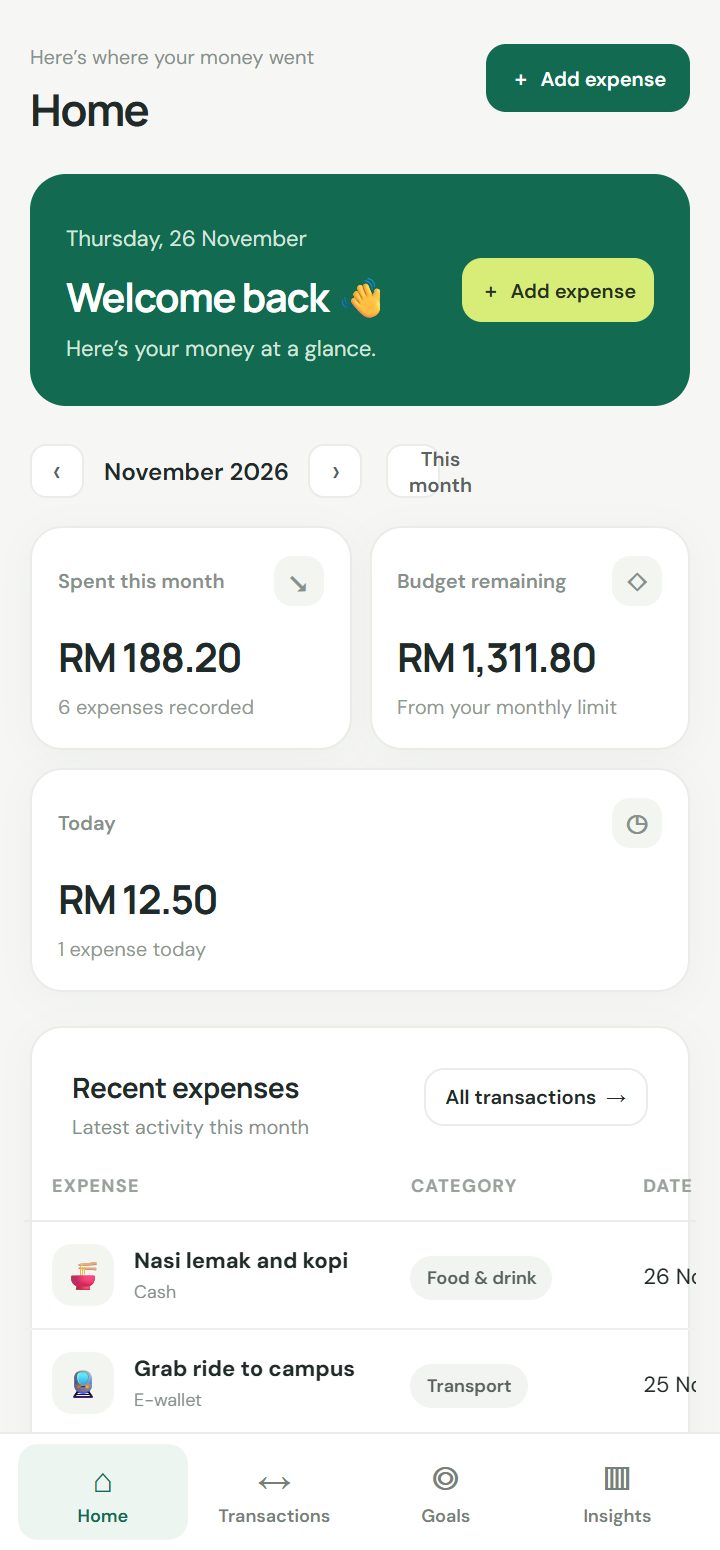 Here’s where your money went
Home
+ Add expense
Thursday, 26 November
Welcome back 👋
Here’s your money at a glance.
+ Add expense
‹ November 2026 › This month
Spent this month
RM 188.20
6 expenses recorded
Budget remaining
RM 1,311.80
From your monthly limit
Today
RM 12.50
1 expense today
Recent expenses
Latest activity this month
All transactions →
EXPENSE CATEGORY DATE
Nasi lemak and kopi
Cash
Food & drink
26
Grab ride to campus
E-wallet
Transport
25
Home Transactions Goals Insights